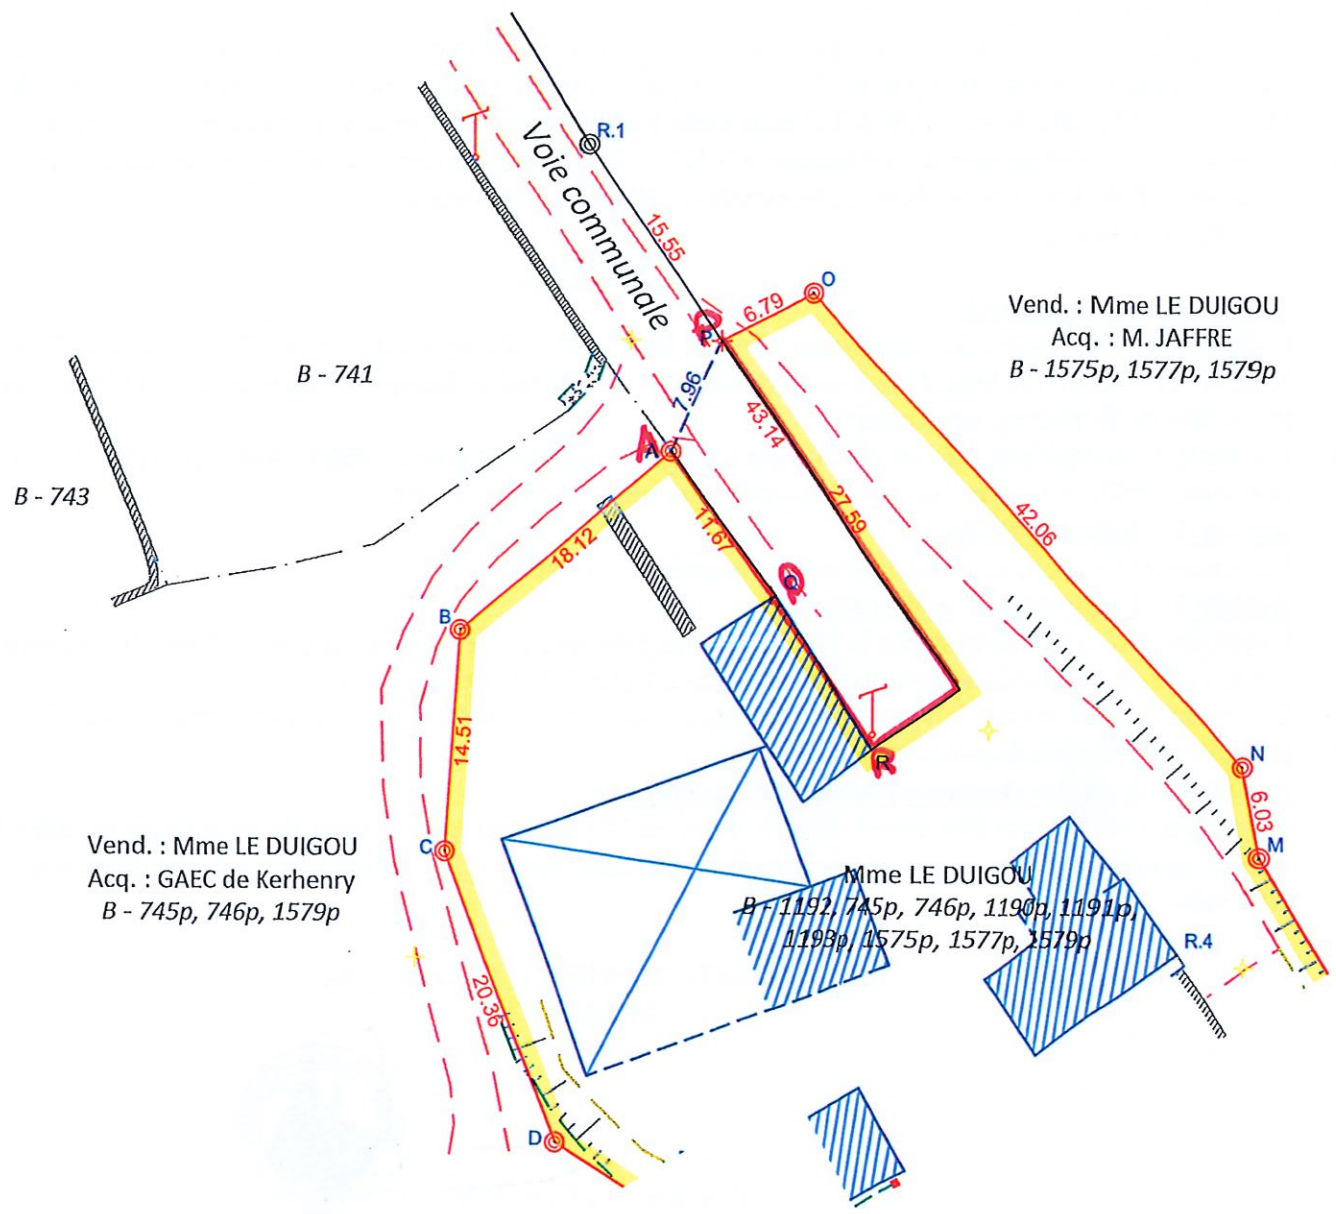 R.1
Voie communale
15.55
O
6.79
P
P
Vend. : Mme LE DUIGOU
Acq. : M. JAFFRE
B - 1575p, 1577p, 1579p
B - 741
7.96
43.14
A
A
B - 743
11.67
27.59
42.06
18.12
Q
Q
B
14.51
R
R
N
6.03
M
C
Vend. : Mme LE DUIGOU
Acq. : GAEC de Kerhenry
B - 745p, 746p, 1579p
Mme LE DUIGOU
B - 1192, 745p, 746p, 1190p, 1191p,
1193p, 1575p, 1577p, 1579p
R.4
20.36
D